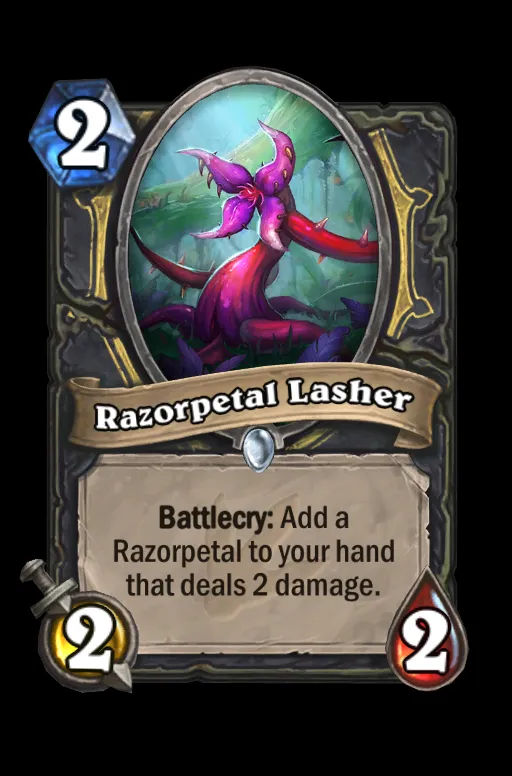 2
Razorpetal Lasher
Battlecry: Add a
Razorpetal to your hand
that deals 2 damage.
2
2